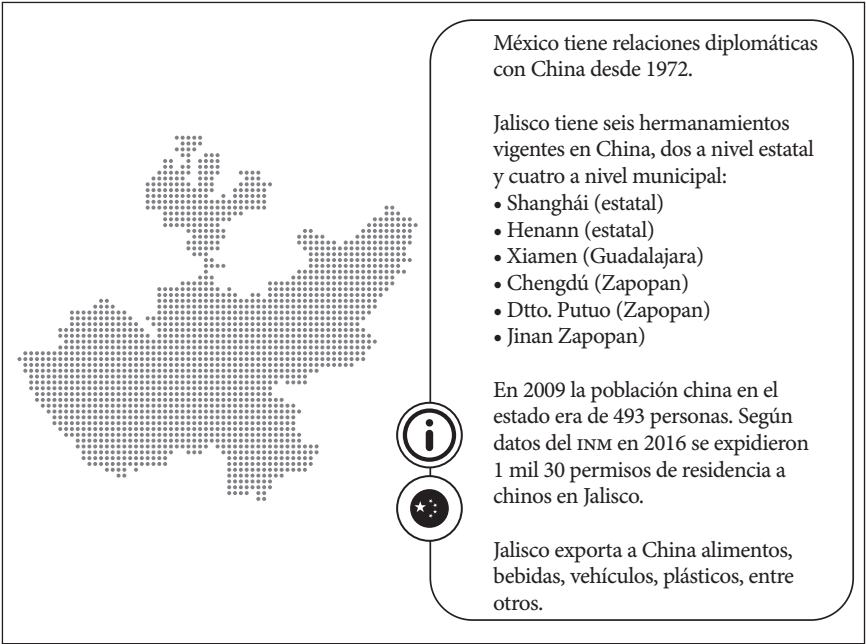 México tiene relaciones diplomáticas
con China desde 1972.
Jalisco tiene seis hermanamientos
vigentes en China, dos a nivel estatal
y cuatro a nivel municipal:
• Shanghái (estatal)
• Henann (estatal)
• Xiamen (Guadalajara)
• Chengdú (Zapopan)
• Dtto. Putuo (Zapopan)
• Jinan Zapopan)
En 2009 la población china en el
estado era de 493 personas. Según
datos del INM en 2016 se expidieron
1 mil 30 permisos de residencia a
chinos en Jalisco.
Jalisco exporta a China alimentos,
bebidas, vehículos, plásticos, entre
otros.